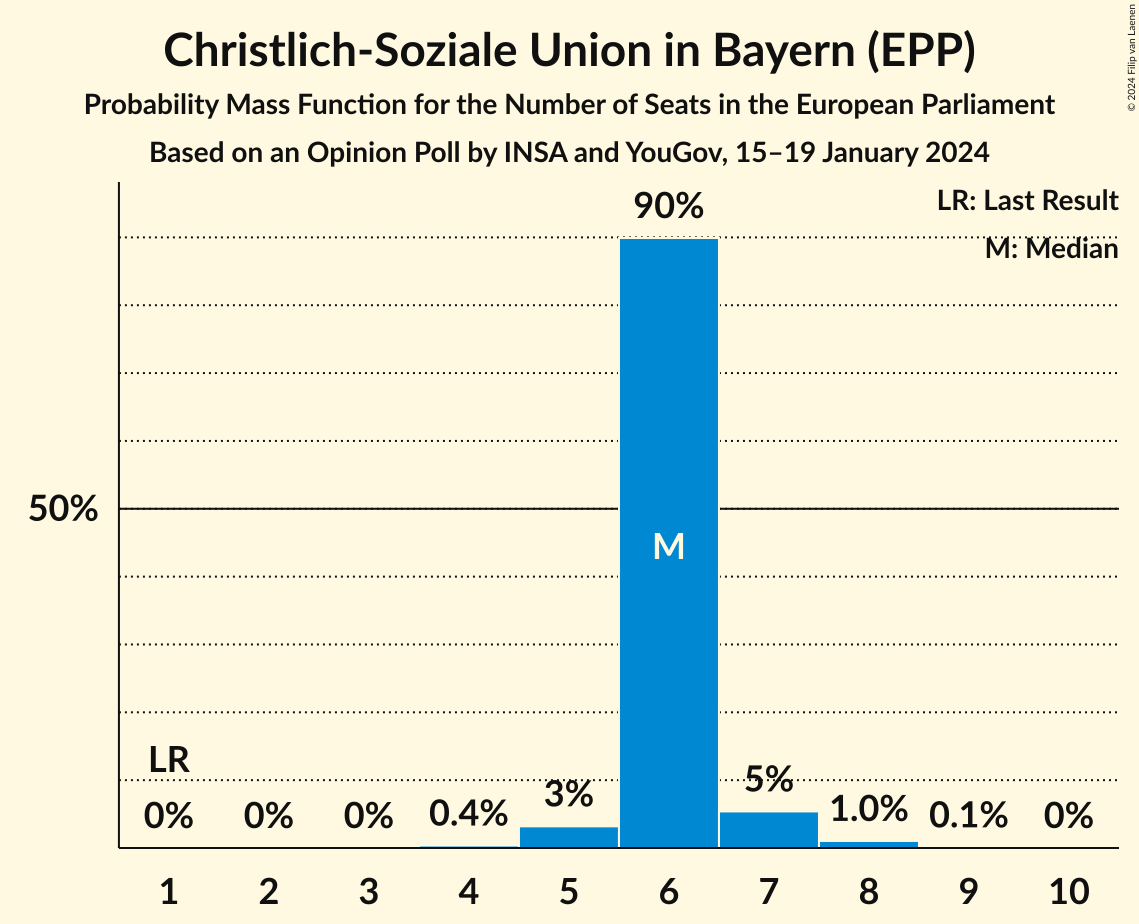 Christlich-Soziale Union in Bayern (EPP)
Probability Mass Function for the Number of Seats in the European Parliament
Based on an Opinion Poll by INSA and YouGov, 15–19 January 2024
© 2024 Filip van Laenen
LR: Last Result
M: Median
90%
50%
M
LR
0% 0% 0% 0.4% 3% 5% 1.0% 0.1% 0%
1 2 3 4 5 6 7 8 9 10